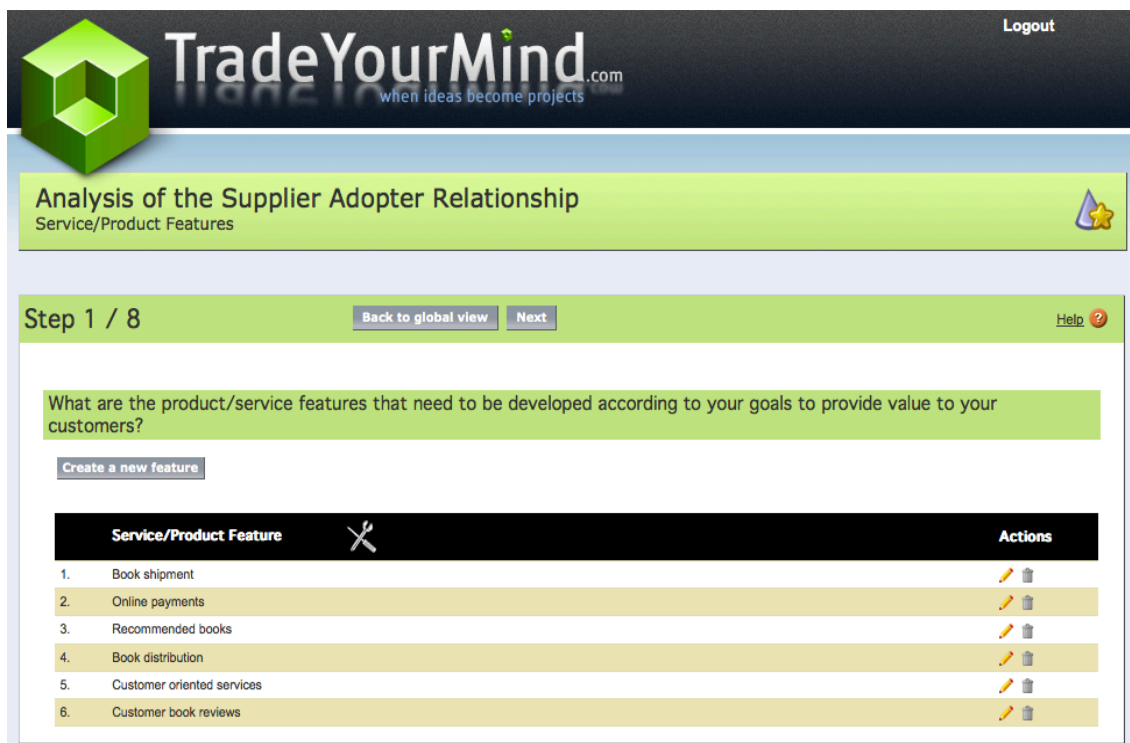 Logout
TradeYourMind.com
when ideas become projects
Analysis of the Supplier Adopter Relationship
Service/Product Features
Step 1 / 8
Back to global view
Next
Help ?
What are the product/service features that need to be developed according to your goals to provide value to your
customers?
Create a new feature
Service/Product Feature Actions
1. Book shipment
2. Online payments
3. Recommended books
4. Book distribution
5. Customer oriented services
6. Customer book reviews